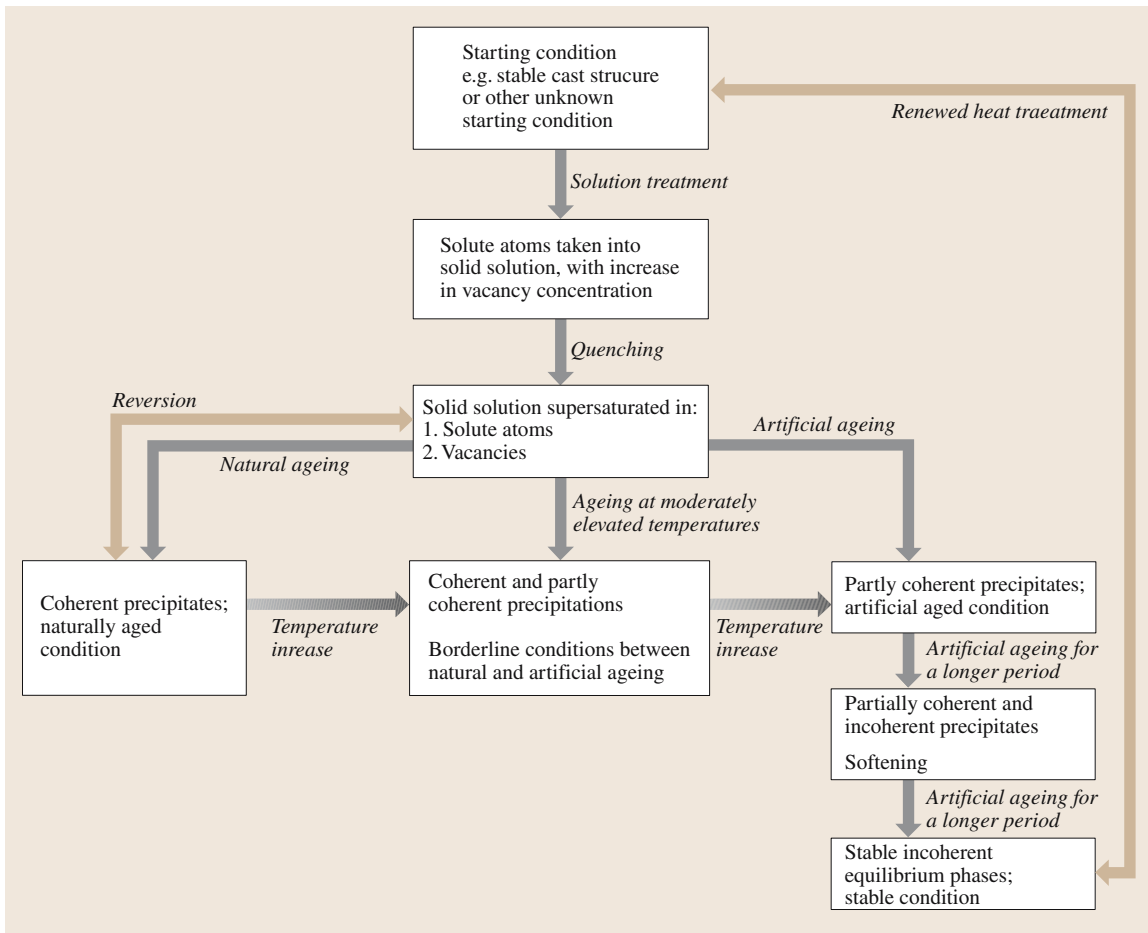 Starting condition
e.g. stable cast strucure
or other unknown
starting condition
Renewed heat traeatment
Solution treatment
Solute atoms taken into
solid solution, with increase
in vacancy concentration
Quenching
Reversion
Solid solution supersaturated in:
1. Solute atoms
2. Vacancies
Artificial ageing
Natural ageing
Ageing at moderately
elevated temperatures
Coherent precipitates;
naturally aged
condition
Temperature
inrease
Coherent and partly
coherent precipitations
Borderline conditions between
natural and artificial ageing
Temperature
inrease
Partly coherent precipitates;
artificial aged condition
Artificial ageing for
a longer period
Partially coherent and
incoherent precipitates
Softening
Artificial ageing for
a longer period
Stable incoherent
equilibrium phases;
stable condition